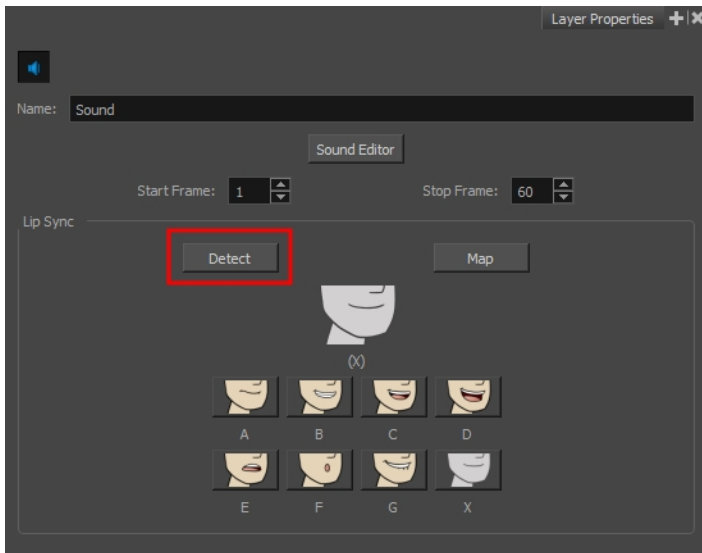 Layer Properties
Name: Sound
Sound Editor
Start Frame: 1 Stop Frame: 60
Lip Sync
Detect Map
(X)
A B C D
E F G X